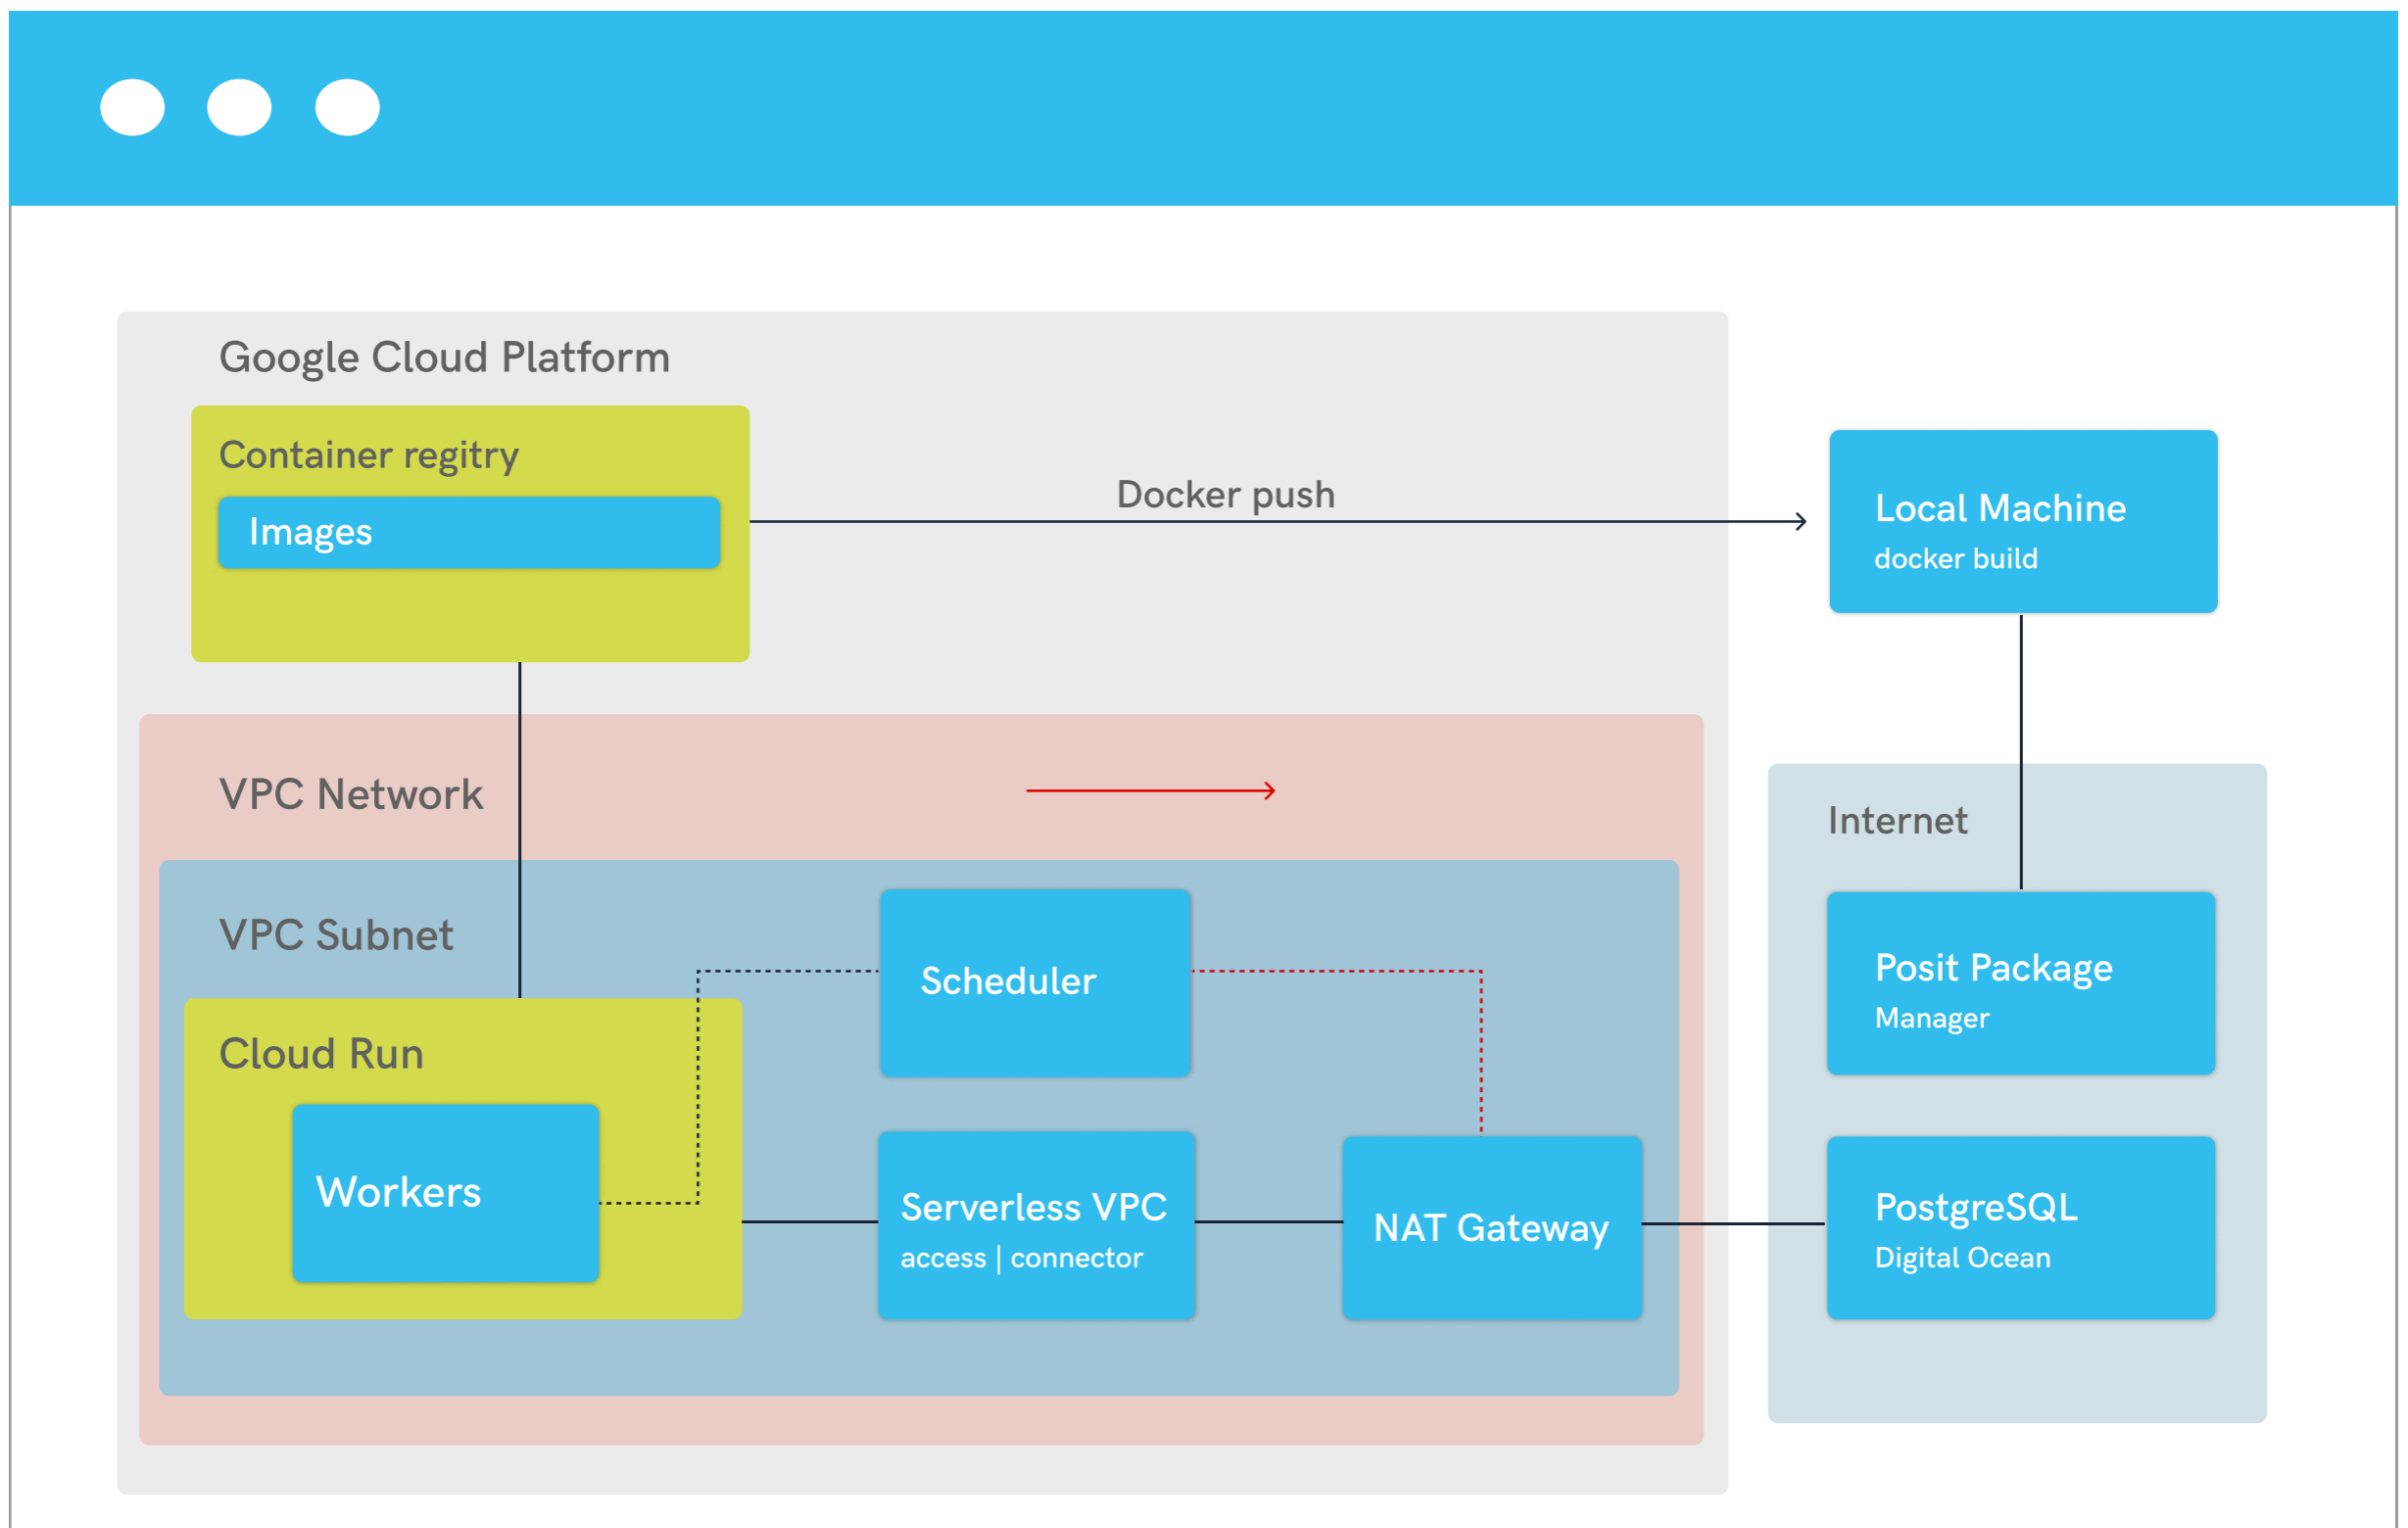 Google Cloud Platform
Container regitry
Images
Docker push
Local Machine
docker build
VPC Network
Internet
VPC Subnet
Scheduler
Posit Package
Manager
Cloud Run
Workers
Serverless VPC
access | connector
NAT Gateway
PostgreSQL
Digital Ocean